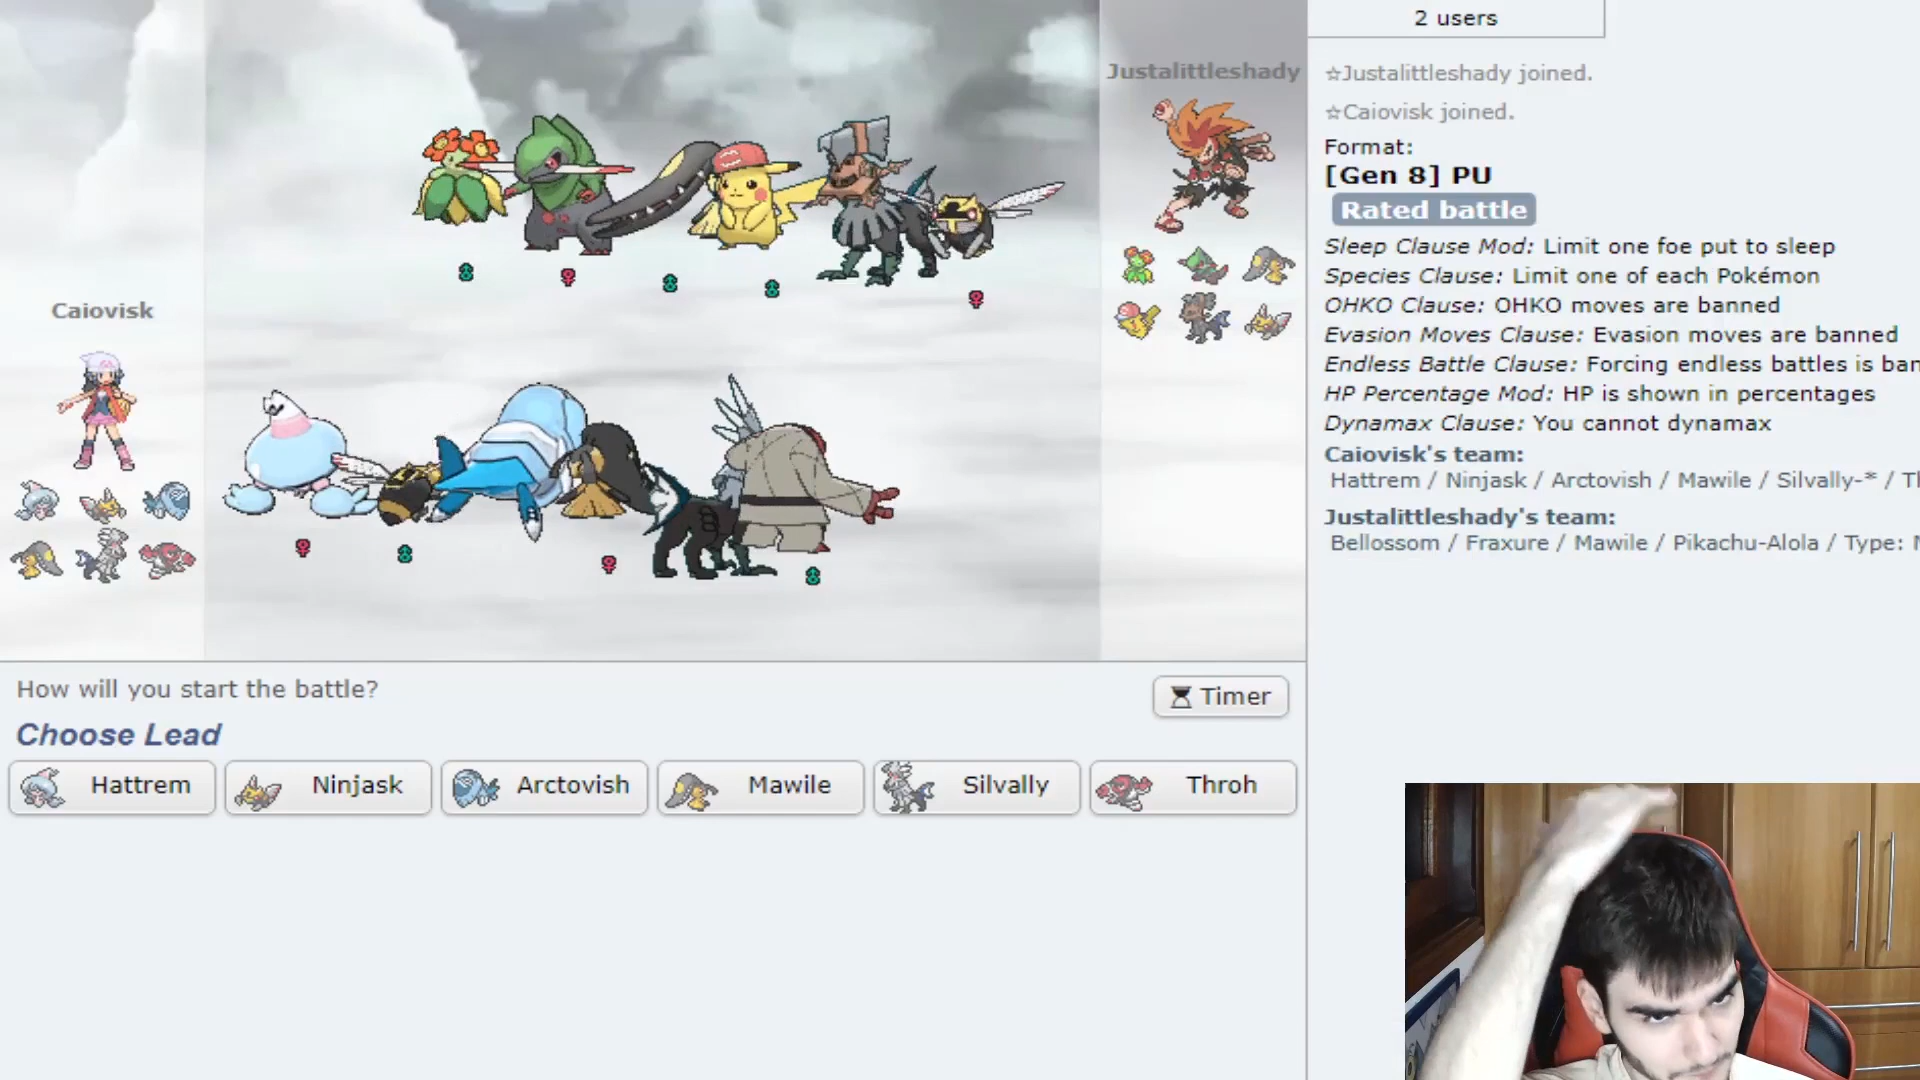 2 users
Justalittleshady
☆Justalittleshady joined.
☆Caiovisk joined.
Format:
[Gen 8] PU
Rated battle
Sleep Clause Mod: Limit one foe put to sleep
Species Clause: Limit one of each Pokémon
OHKO Clause: OHKO moves are banned
Evasion Moves Clause: Evasion moves are banned
Endless Battle Clause: Forcing endless battles is ban
HP Percentage Mod: HP is shown in percentages
Dynamax Clause: You cannot dynamax
Caiovisk's team:
Hattrem / Ninjask / Arctovish / Mawile / Silvally-* / Th
Justalittleshady's team:
Bellossom / Fraxure / Mawile / Pikachu-Alola / Type: N
Caiovisk
How will you start the battle?
Timer
Choose Lead
Hattrem Ninjask Arctovish Mawile Silvally Throh